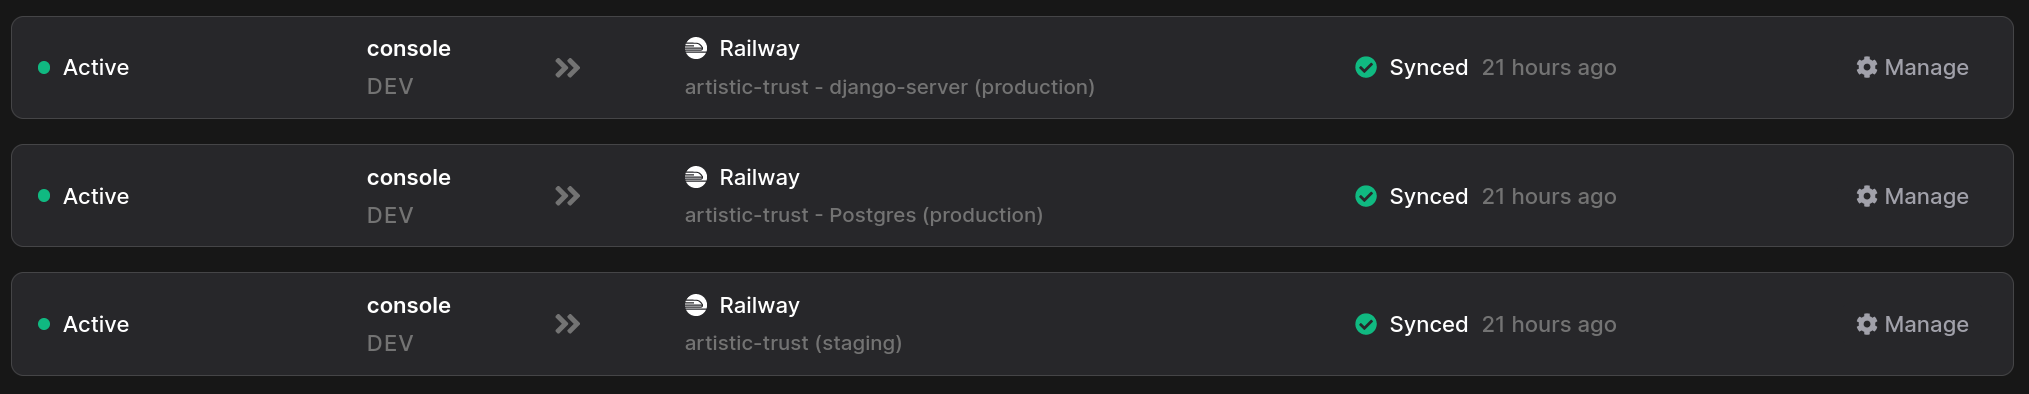 Active
console
DEV
Railway
artistic-trust - django-server (production)
Synced 21 hours ago
Manage
Active
console
DEV
Railway
artistic-trust - Postgres (production)
Synced 21 hours ago
Manage
Active
console
DEV
Railway
artistic-trust (staging)
Synced 21 hours ago
Manage